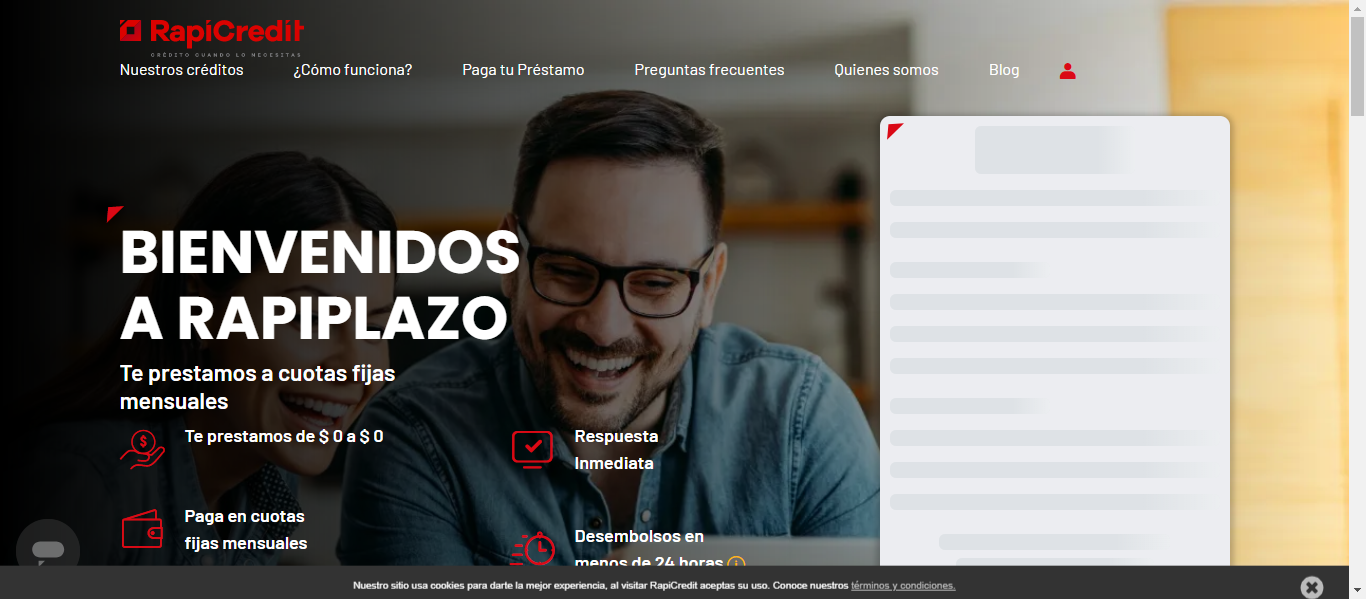 RapíCredit
CRÉDITO CUANDO LO NECESITAS
Nuestros créditos
¿Cómo funciona?
Paga tu Préstamo
Preguntas frecuentes
Quienes somos
Blog
BIENVENIDOS
A RAPIPLAZO
Te prestamos a cuotas fijas
mensuales
Te prestamos de $ 0 a $ 0
Respuesta
Inmediata
Paga en cuotas
fijas mensuales
Desembolsos en
menos de 24 horas
Nuestro sitio usa cookies para darte la mejor experiencia, al visitar RapiCredit aceptas su uso. Conoce nuestros términos y condiciones.